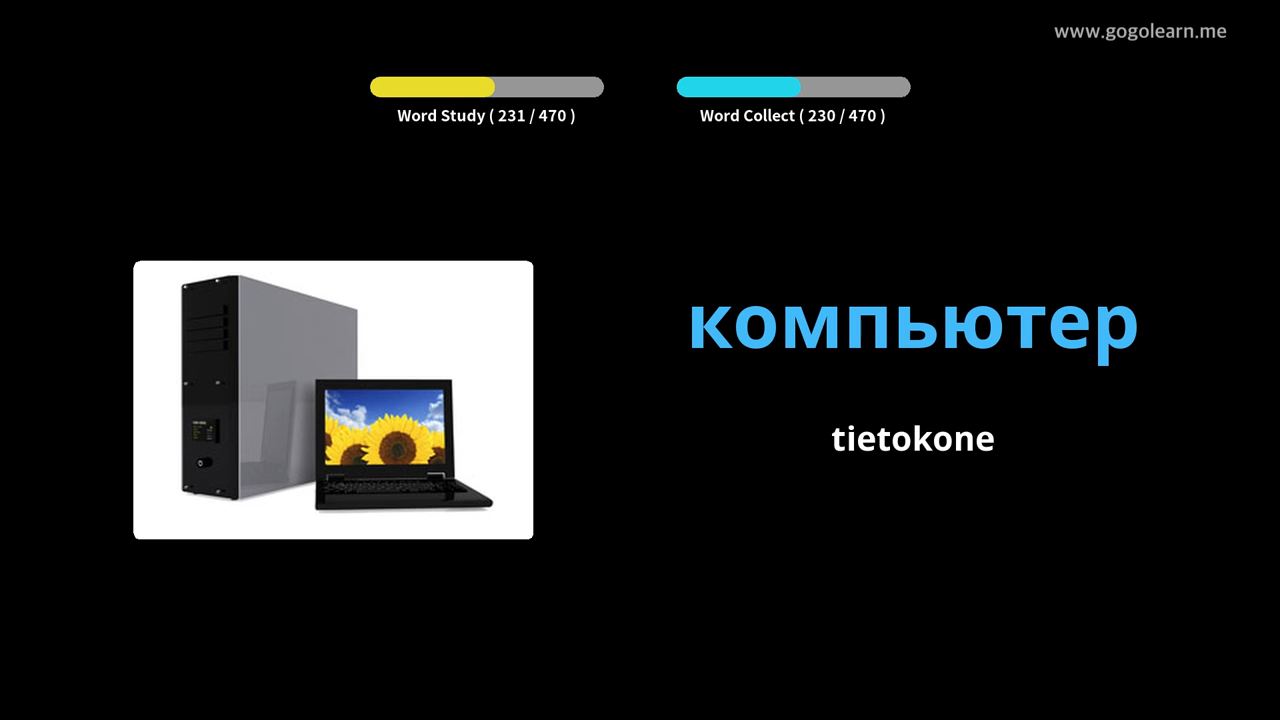 www.gogolearn.me
Word Study ( 231 / 470 )
Word Collect ( 230 / 470 )
компьютер
tietokone